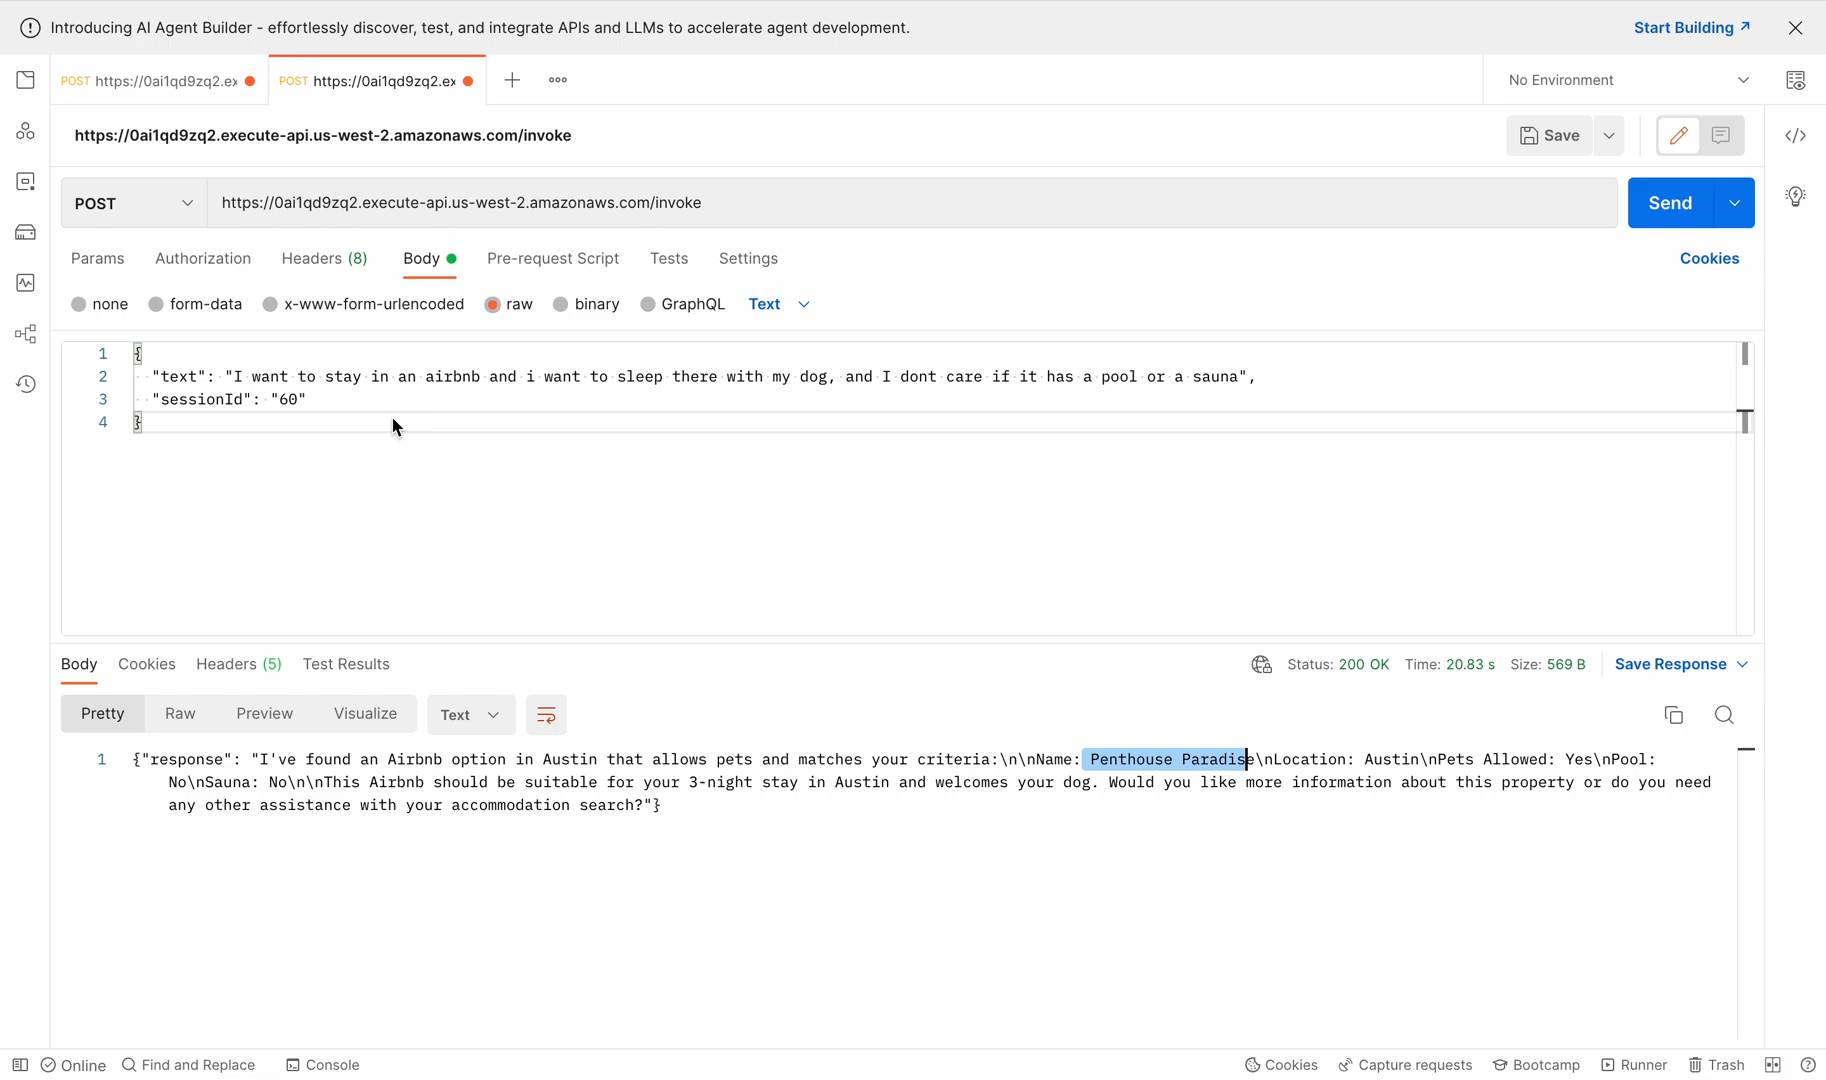 Introducing AI Agent Builder - effortlessly discover, test, and integrate APIs and LLMs to accelerate agent development.
Start Building
POST https://0ai1qd9zq2.ex
POST https://0ai1qd9zq2.ex
No Environment
https://0ai1qd9zq2.execute-api.us-west-2.amazonaws.com/invoke
Save
POST
https://0ai1qd9zq2.execute-api.us-west-2.amazonaws.com/invoke
Send
Params Authorization Headers (8) Body Pre-request Script Tests Settings Cookies
none form-data x-www-form-urlencoded raw binary GraphQL Text
1 {
2 "text": "I want to stay in an airbnb and i want to sleep there with my dog, and I dont care if it has a pool or a sauna",
3 "sessionId": "60"
4 }
Body Cookies Headers (5) Test Results Status: 200 OK Time: 20.83 s Size: 569 B Save Response
Pretty Raw Preview Visualize Text
1 {"response": "I've found an Airbnb option in Austin that allows pets and matches your criteria:\n\nName: Penthouse Paradise\nLocation: Austin\nPets Allowed: Yes\nPool:
No\nSauna: No\n\nThis Airbnb should be suitable for your 3-night stay in Austin and welcomes your dog. Would you like more information about this property or do you need
any other assistance with your accommodation search?"}
Online Find and Replace Console Cookies Capture requests Bootcamp Runner Trash